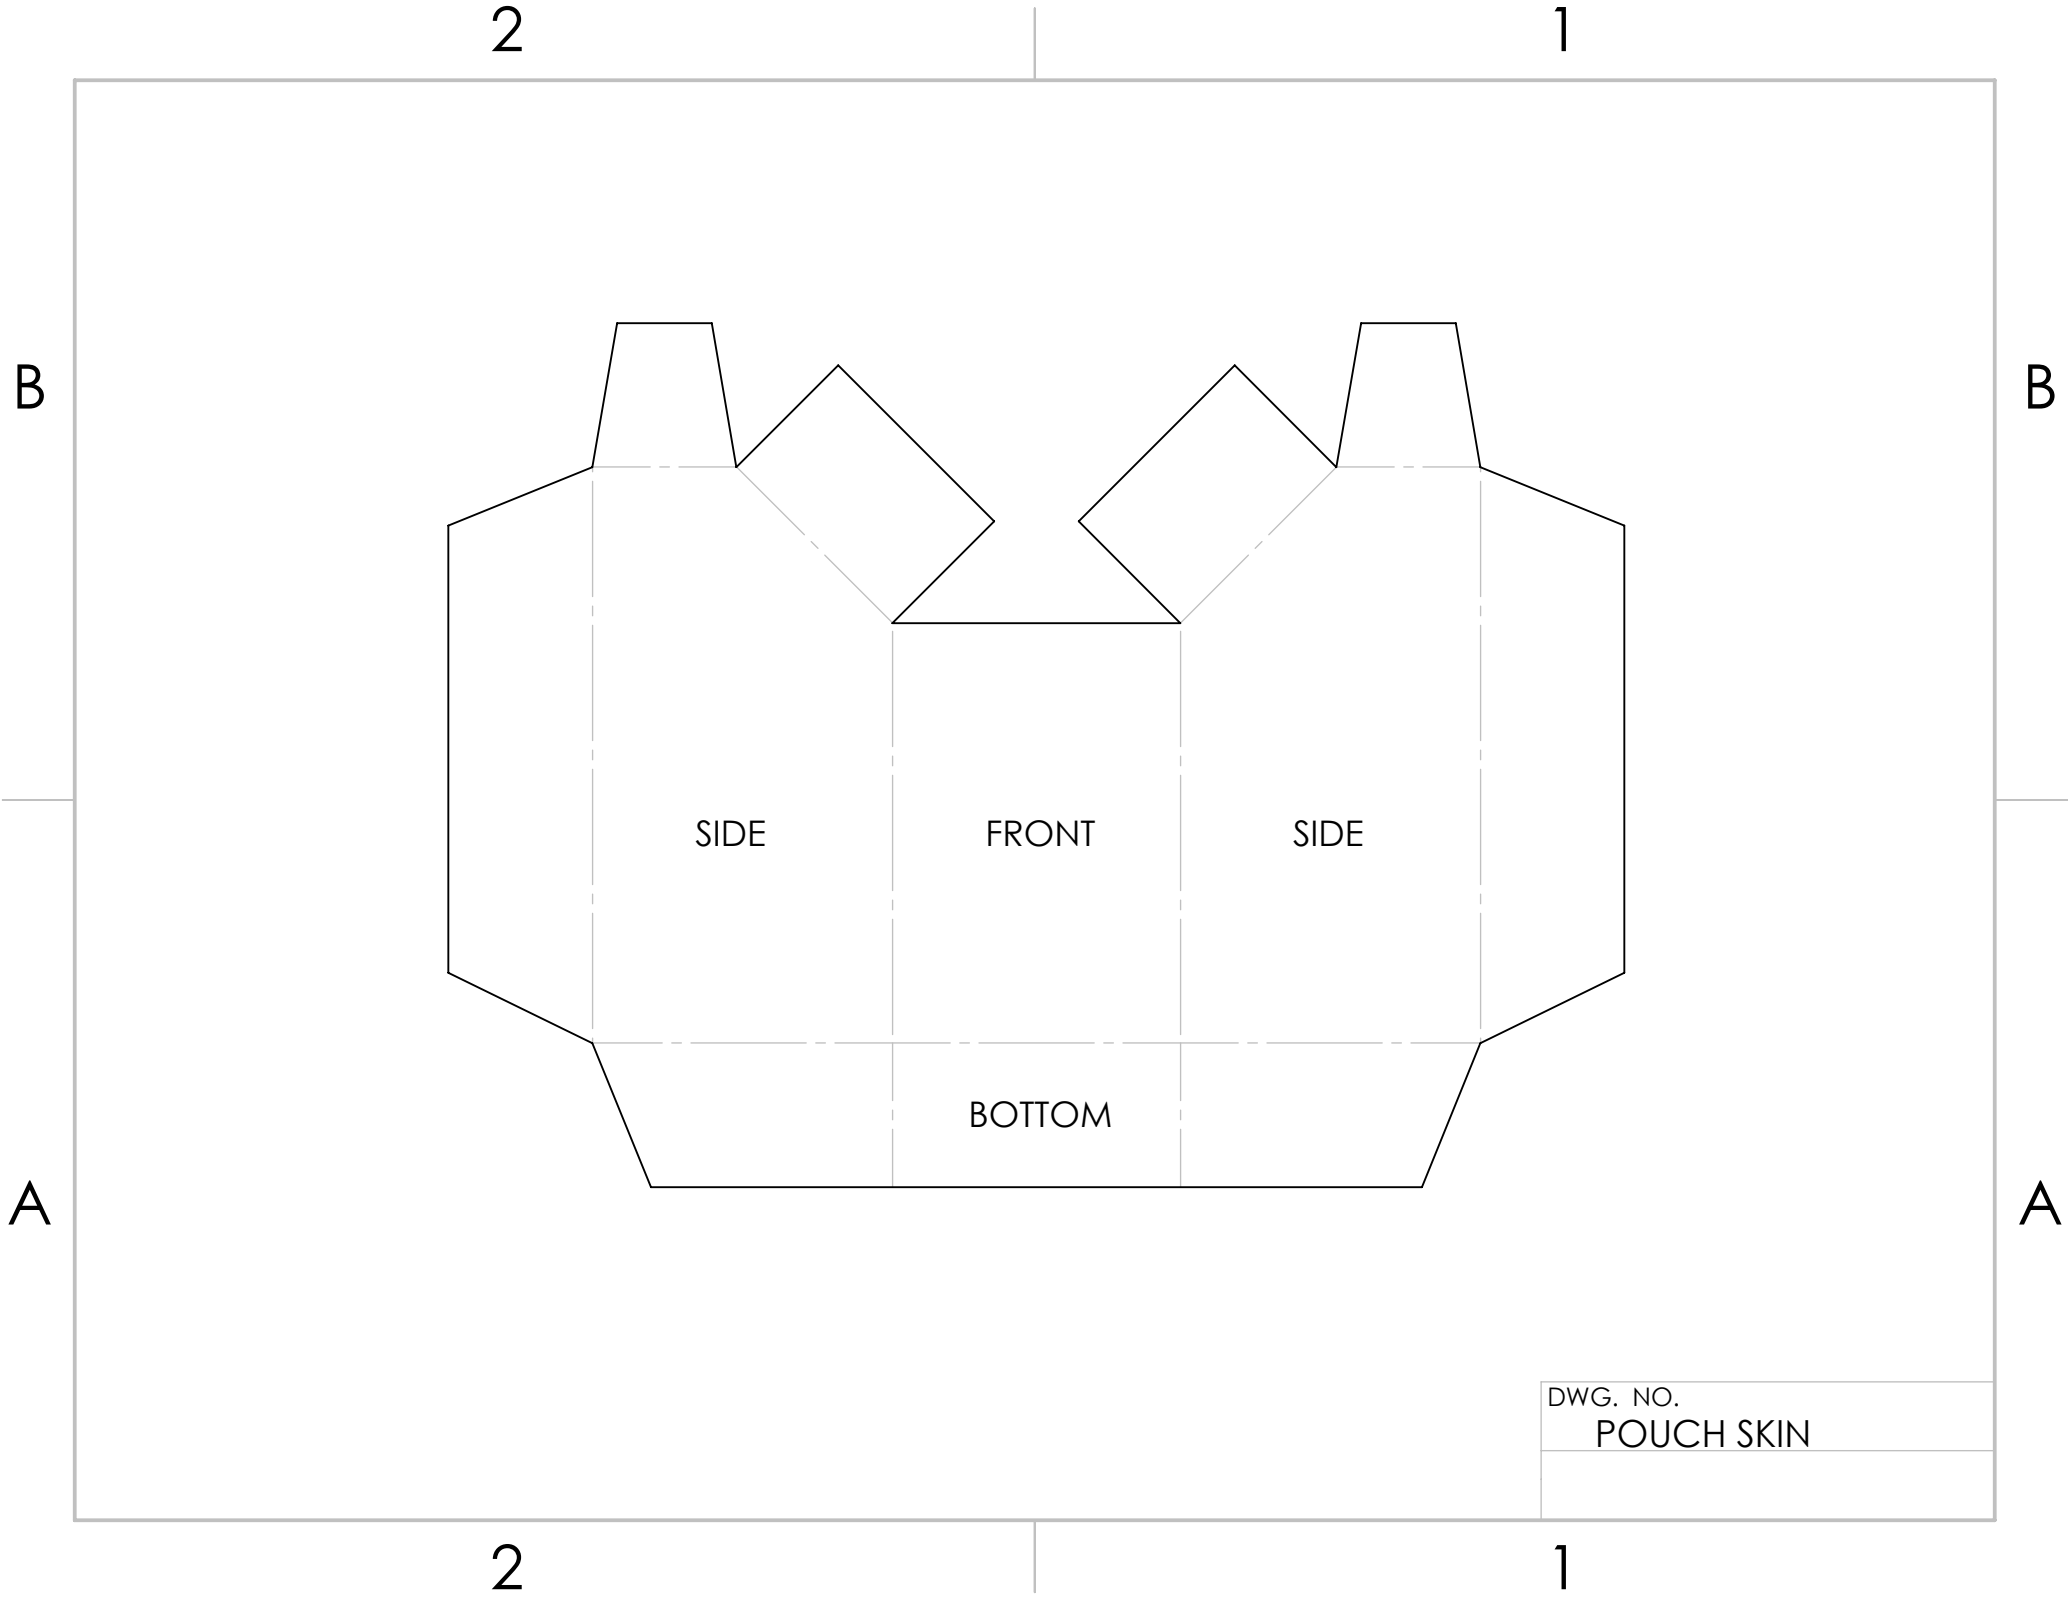 2 1
B B
SIDE FRONT SIDE
BOTTOM
A A
DWG. NO.
POUCH SKIN
2 1